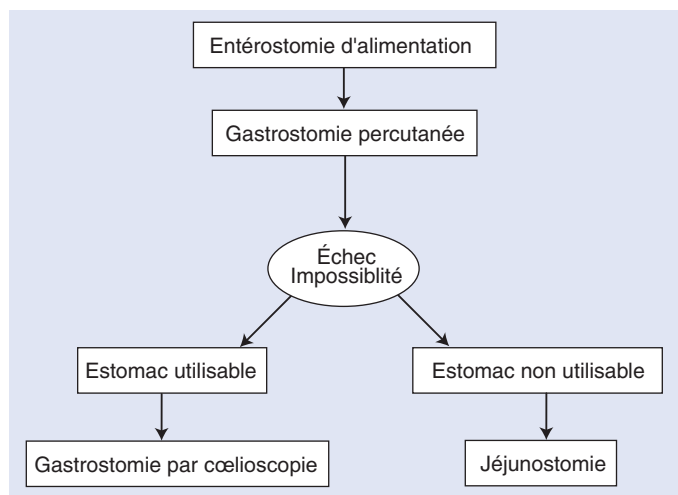 Entérostomie d'alimentation
Gastrostomie percutanée
Échec
Impossiblité
Estomac utilisable
Estomac non utilisable
Gastrostomie par cœlioscopie
Jéjunostomie